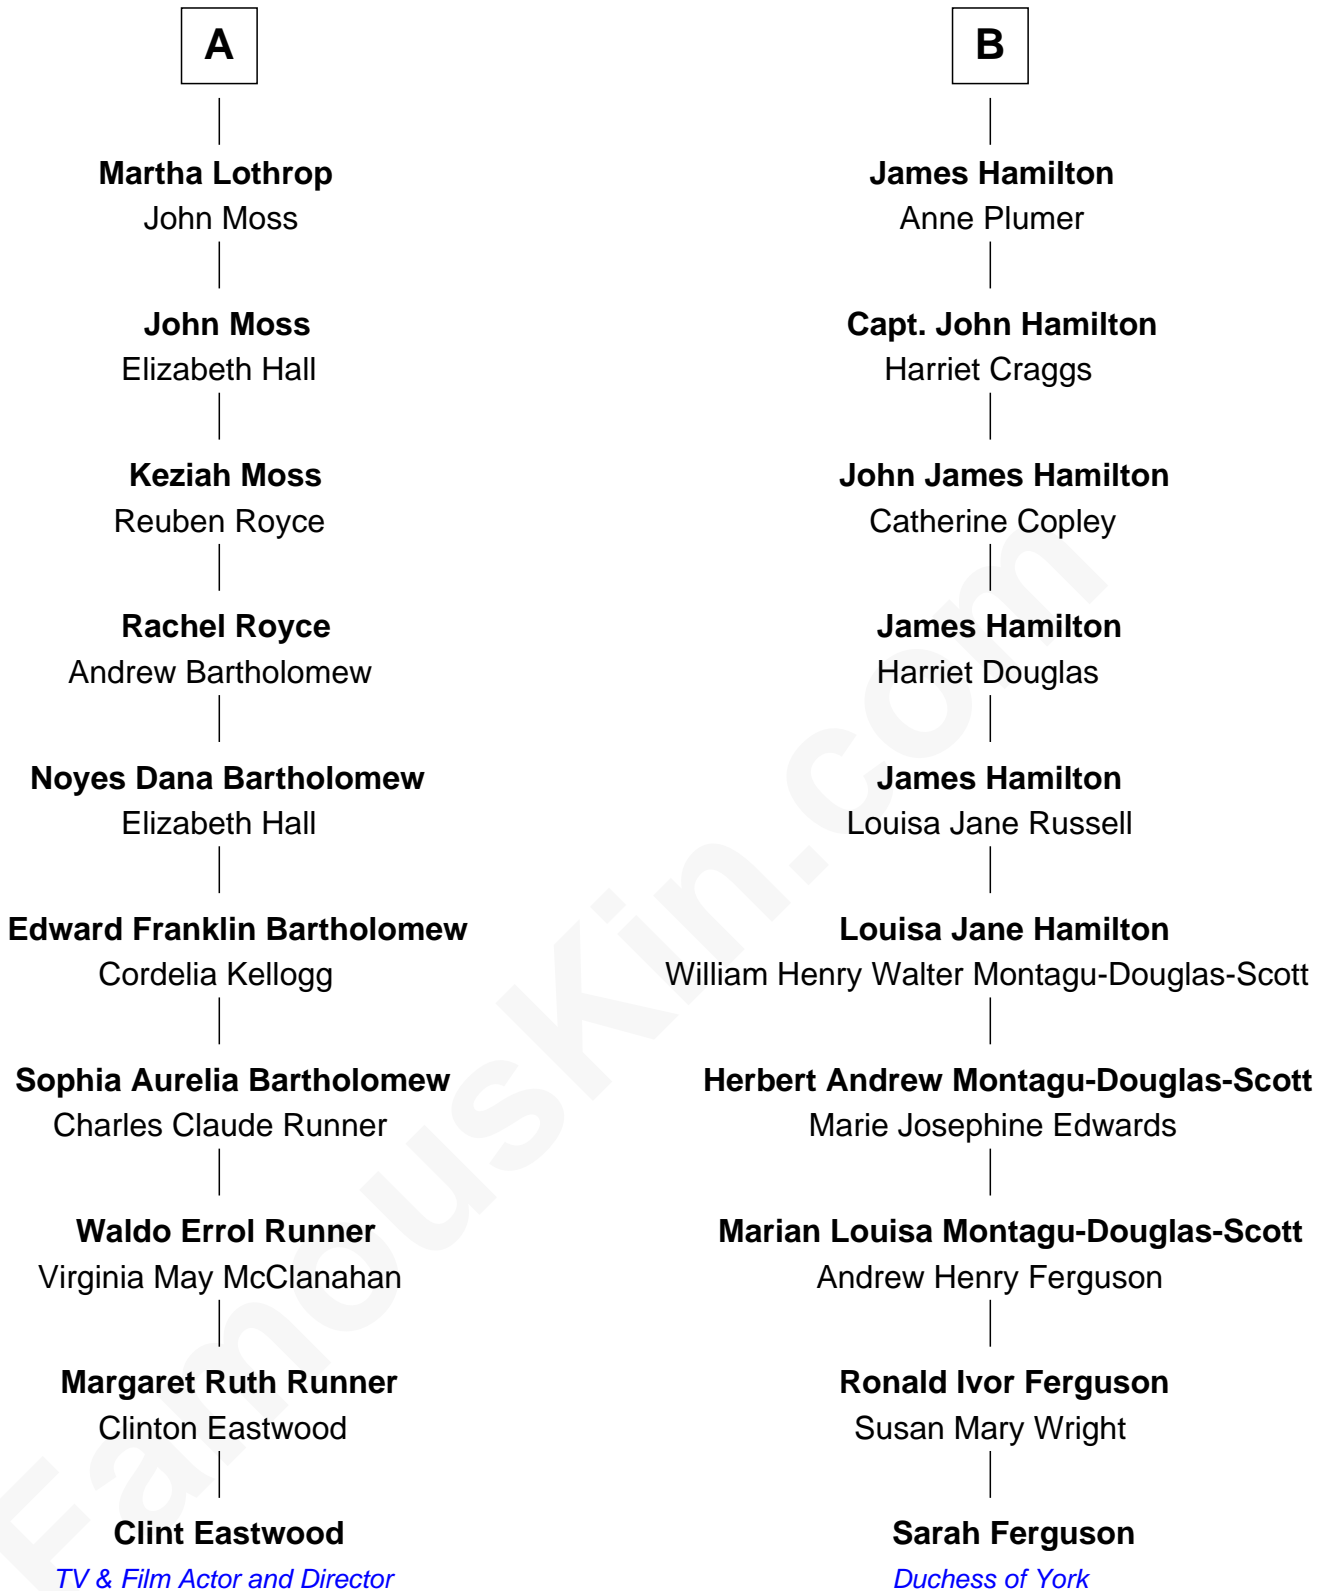 A
Martha Lothrop
John Moss
John Moss
Elizabeth Hall
Keziah Moss
Reuben Royce
Rachel Royce
Andrew Bartholomew
Noyes Dana Bartholomew
Elizabeth Hall
Edward Franklin Bartholomew
Cordelia Kellogg
Sophia Aurelia Bartholomew
Charles Claude Runner
Waldo Errol Runner
Virginia May McClanahan
Margaret Ruth Runner
Clinton Eastwood
Clint Eastwood
TV & Film Actor and Director
B
James Hamilton
Anne Plumer
Capt. John Hamilton
Harriet Craggs
John James Hamilton
Catherine Copley
James Hamilton
Harriet Douglas
James Hamilton
Louisa Jane Russell
Louisa Jane Hamilton
William Henry Walter Montagu-Douglas-Scott
Herbert Andrew Montagu-Douglas-Scott
Marie Josephine Edwards
Marian Louisa Montagu-Douglas-Scott
Andrew Henry Ferguson
Ronald Ivor Ferguson
Susan Mary Wright
Sarah Ferguson
Duchess of York
FamousKin.com